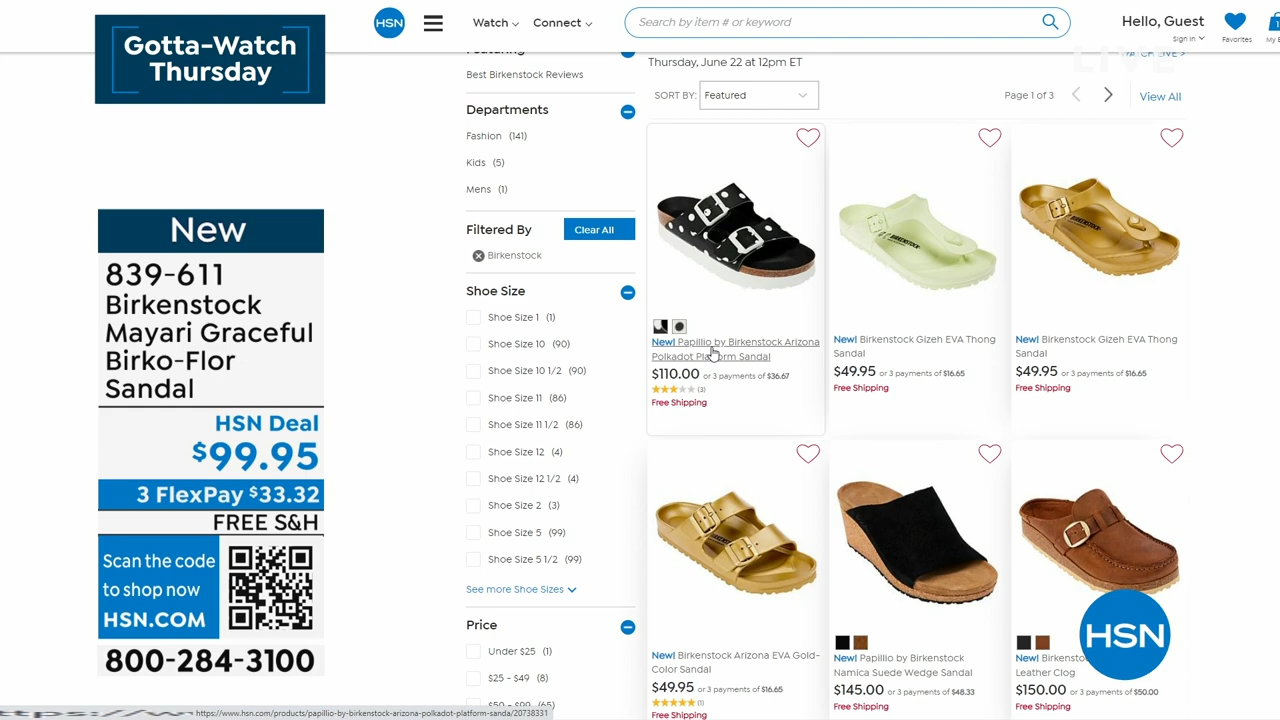 Gotta-Watch
Thursday
New
839-611
Birkenstock
Mayari Graceful
Birko-Flor
Sandal
HSN Deal
$99.95
3 FlexPay $33.32
FREE S&H
Scan the code
to shop now
HSN.COM
800-284-3100
HSN
Watch
Connect
Search by item # or keyword
Hello, Guest
Sign In
Favorites
Featuring
Best Birkenstock Reviews
Departments
Fashion (141)
Kids (5)
Mens (1)
Filtered By
Clear All
Birkenstock
Shoe Size
Shoe Size 1 (1)
Shoe Size 10 (90)
Shoe Size 10 1/2 (90)
Shoe Size 11 (86)
Shoe Size 11 1/2 (86)
Shoe Size 12 (4)
Shoe Size 12 1/2 (4)
Shoe Size 2 (3)
Shoe Size 5 (99)
Shoe Size 5 1/2 (99)
See more Shoe Sizes
Price
Under $25 (1)
$25 - $49 (8)
$50 - $99 (65)
LIVE
Thursday, June 22 at 12pm ET
SORT BY: Featured
Page 1 of 3
View All
New! Papillio by Birkenstock Arizona
Polkadot Platform Sandal
$110.00 or 3 payments of $36.67
(3)
Free Shipping
New! Birkenstock Gizeh EVA Thong
Sandal
$49.95 or 3 payments of $16.65
Free Shipping
New! Birkenstock Gizeh EVA Thong
Sandal
$49.95 or 3 payments of $16.65
Free Shipping
New! Birkenstock Arizona EVA Gold-
Color Sandal
$49.95 or 3 payments of $16.65
(1)
Free Shipping
New! Papillio by Birkenstock
Namica Suede Wedge Sandal
$145.00 or 3 payments of $48.33
Free Shipping
New!
Leather Clog
$150.00 or 3 payments of $50.00
Free Shipping
HSN
https://www.hsn.com/products/papillio-by-birkenstock-arizona-polkadot-platform-sanda/20738331